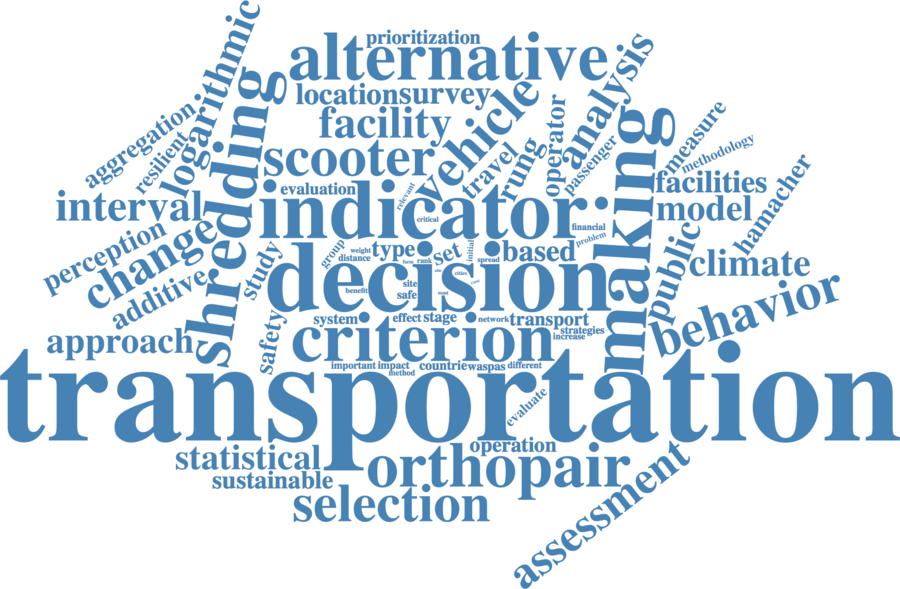 prioritization
alternative
logarithmic
locationsurvey
vehicle
analysis
aggregation
facility
operator
measure
resilient
scooter
travel
rung
passenger
methodology
shredding
evaluation
relevant
making
facilities
hamacher
interval
indicator
critical
financial
model
perception
change
group
weight
distance
type
set
initial
based
problem
public
climate
form
rank
spread
study
decision
cities
additive
benefit
site
safe
behavior
safety
system
effect
stage
network
transport
strategies
increase
approach
criterion
important
impact
method
countrie
waspas
different
transportation
evaluate
statistical
operation
sustainable
orthopair
selection
assessment